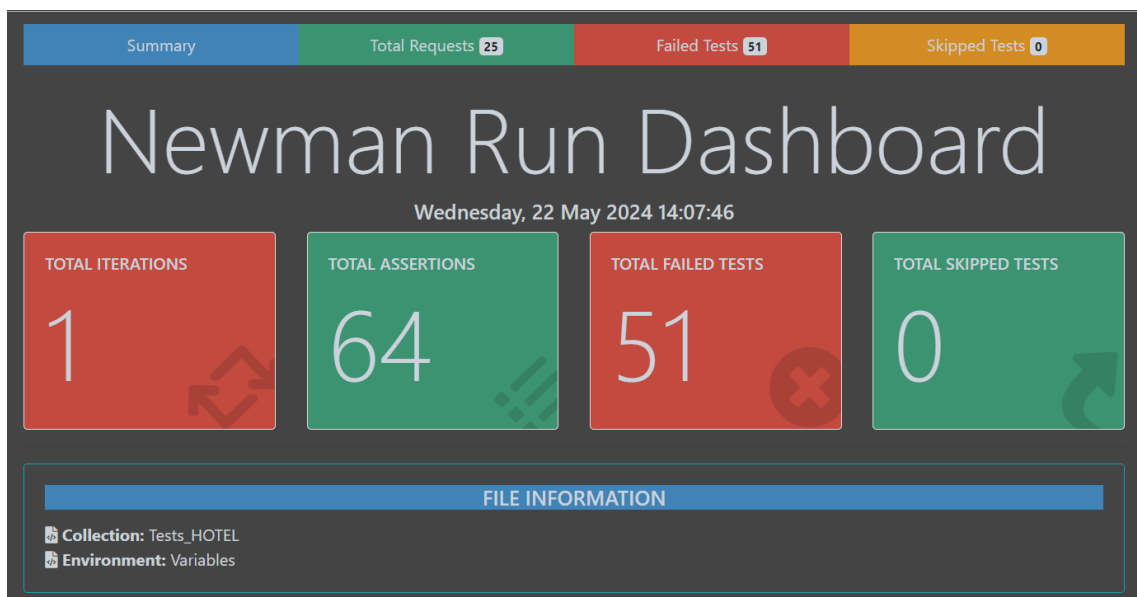 Summary
Total Requests 25
Failed Tests 51
Skipped Tests 0
Newman Run Dashboard
Wednesday, 22 May 2024 14:07:46
TOTAL ITERATIONS
1
TOTAL ASSERTIONS
64
TOTAL FAILED TESTS
51
TOTAL SKIPPED TESTS
0
FILE INFORMATION
Collection: Tests_HOTEL
Environment: Variables